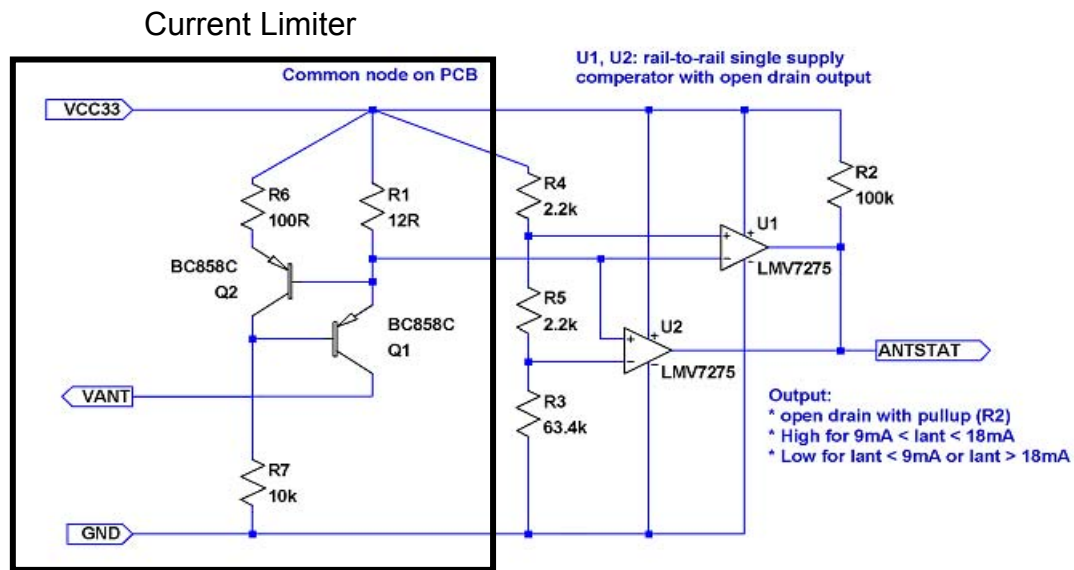 Current Limiter
Common node on PCB
U1, U2: rail-to-rail single supply
comperator with open drain output
VCC33
R6
100R
R1
12R
R4
2.2k
R2
100k
U1
+
−
+
−
LMV7275
BC858C
Q2
R5
2.2k
BC858C
Q1
U2
+
−
+
−
LMV7275
ANTSTAT
VANT
R3
63.4k
Output:
* open drain with pullup (R2)
* High for 9mA < Iant < 18mA
* Low for Iant < 9mA or Iant > 18mA
R7
10k
GND